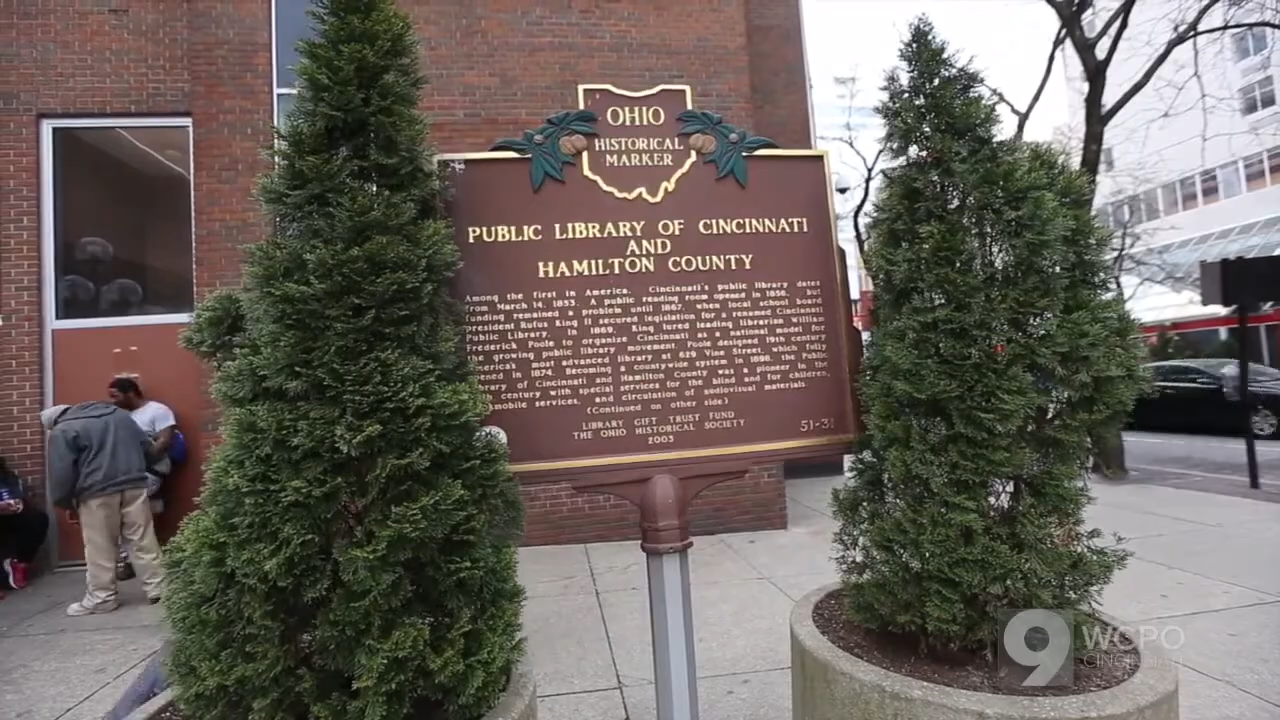 OHIO
HISTORICAL
MARKER
PUBLIC LIBRARY OF CINCINNATI
AND
HAMILTON COUNTY
Among the first in America, Cincinnati's public library dates
from March 14, 1853. A public reading room opened in 1856, but
funding remained a problem until 1867, when local school board
president Rufus King II secured legislation for a renamed Cincinnati
Public Library. In 1869, King lured leading librarian William
Frederick Poole to organize Cincinnati as a national model for
the growing public library movement. Poole designed 19th century
America's most advanced library at 629 Vine Street, which fully
opened in 1874. Becoming a countywide system in 1898, the Public
Library of Cincinnati and Hamilton County was a pioneer in the
century with special services for the blind and for children,
mobile services, and circulation of audiovisual materials.
(Continued on other side)
LIBRARY GIFT TRUST FUND
THE OHIO HISTORICAL SOCIETY
2003
51-31
9 WCPO
CINCINNATI